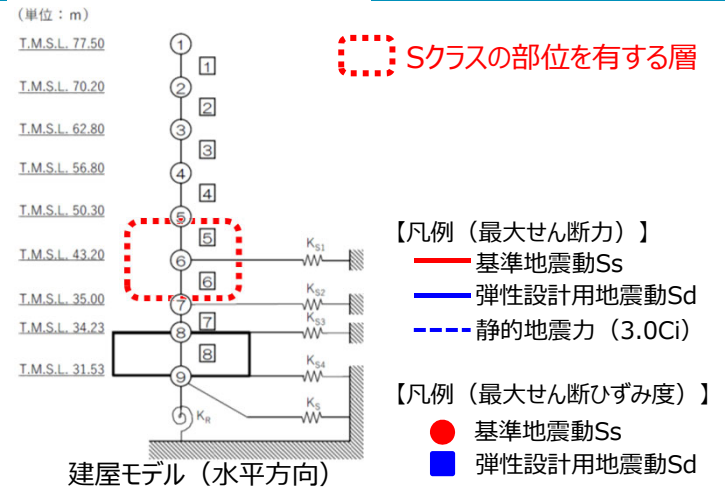 (単位：m)
T.M.S.L. 77.50
①
1
Sクラスの部位を有する層
T.M.S.L. 70.20
②
2
T.M.S.L. 62.80
③
3
T.M.S.L. 56.80
④
4
T.M.S.L. 50.30
⑤
5
T.M.S.L. 43.20
⑥
KS1
6
T.M.S.L. 35.00
⑦
KS2
7
T.M.S.L. 34.23
⑧
KS3
8
T.M.S.L. 31.53
⑨
KS4
KR
KS
建屋モデル（水平方向）
【凡例（最大せん断力）】
基準地震動Ss
弾性設計用地震動Sd
静的地震力（3.0Ci）
【凡例（最大せん断ひずみ度）】
基準地震動Ss
弾性設計用地震動Sd